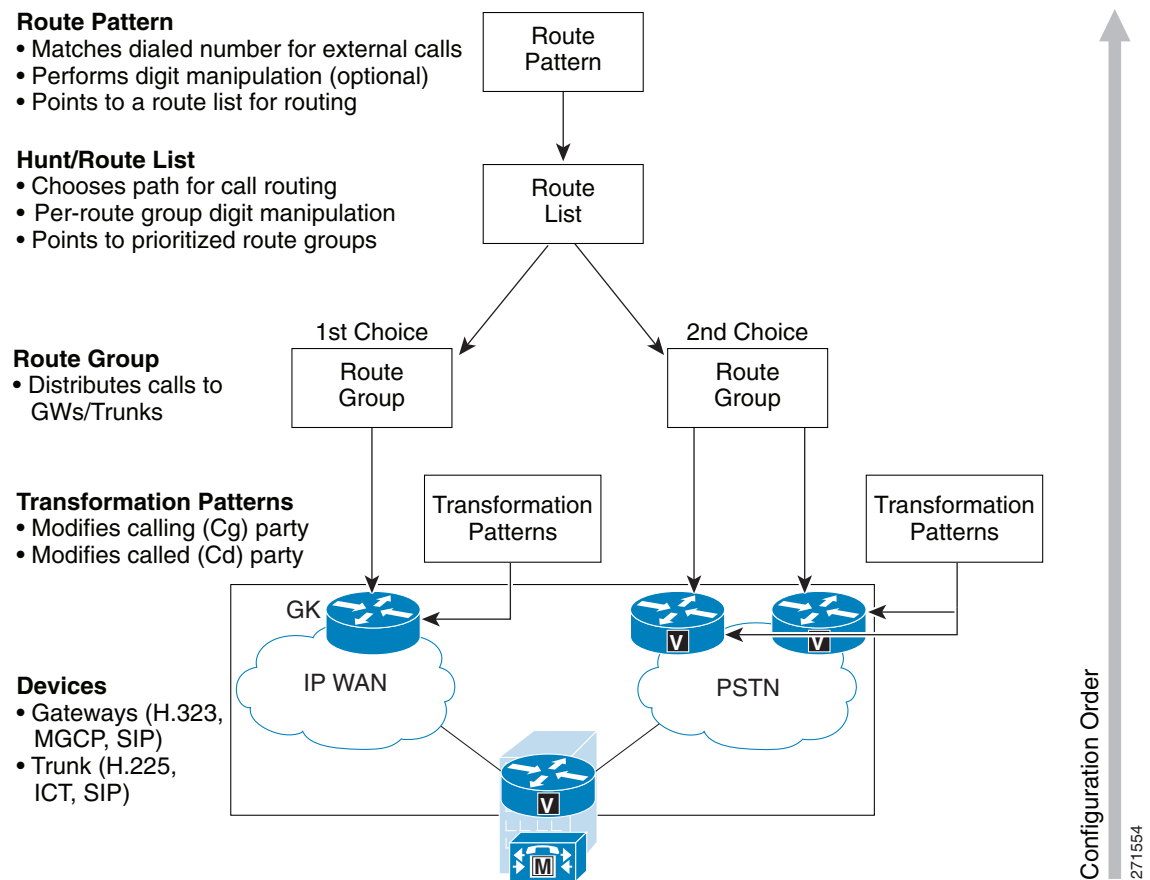 Route Pattern
• Matches dialed number for external calls
• Performs digit manipulation (optional)
• Points to a route list for routing
Route
Pattern
Hunt/Route List
• Chooses path for call routing
• Per-route group digit manipulation
• Points to prioritized route groups
Route
List
1st Choice
2nd Choice
Route Group
• Distributes calls to
GWs/Trunks
Route
Group
Route
Group
Transformation Patterns
• Modifies calling (Cg) party
• Modifies called (Cd) party
Transformation
Patterns
Transformation
Patterns
GK
V
V
IP WAN
PSTN
Devices
• Gateways (H.323,
MGCP, SIP)
• Trunk (H.225,
ICT, SIP)
V
M
Configuration Order
271554